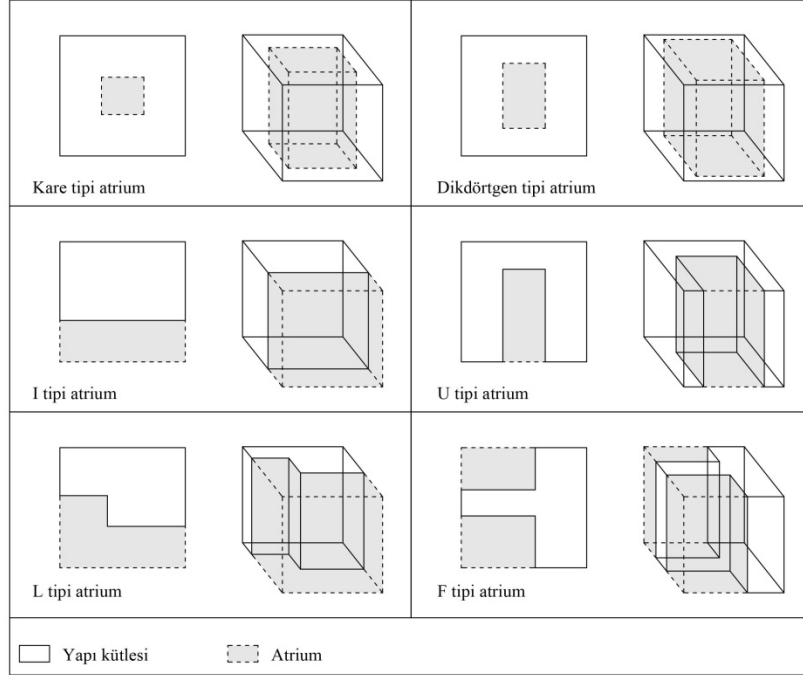 Kare tipi atrium
Dikdörtgen tipi atrium
I tipi atrium
U tipi atrium
L tipi atrium
F tipi atrium
Yapı kütlesi
Atrium